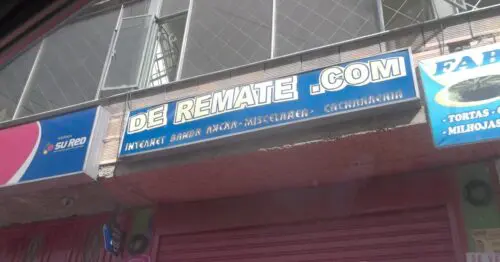 DE REMATE .COM
INTERNET BANDA ANCHA - MISCELANEA - CACHARRERIA
SU RED
FAB
- TORTAS -
- MILHOJAS